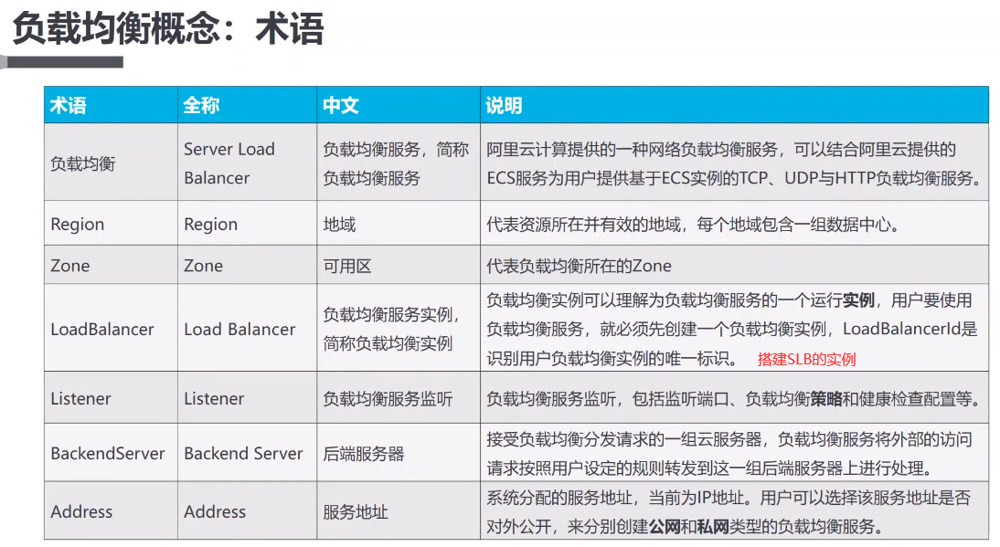 负载均衡概念：术语
术语 全称 中文 说明
负载均衡
Server Load
Balancer
负载均衡服务，简称
负载均衡服务
阿里云计算提供的一种网络负载均衡服务，可以结合阿里云提供的
ECS服务为用户提供基于ECS实例的TCP、UDP与HTTP负载均衡服务。
Region Region 地域 代表资源所在并有效的地域，每个地域包含一组数据中心。
Zone Zone 可用区 代表负载均衡所在的Zone
LoadBalancer Load Balancer
负载均衡服务实例，
简称负载均衡实例
负载均衡实例可以理解为负载均衡服务的一个运行实例，用户要使用
负载均衡服务，就必须先创建一个负载均衡实例，LoadBalancerId是
识别用户负载均衡实例的唯一标识。 搭建SLB的实例
Listener Listener 负载均衡服务监听 负载均衡服务监听，包括监听端口、负载均衡策略和健康检查配置等。
BackendServer Backend Server 后端服务器
接受负载均衡分发请求的一组云服务器，负载均衡服务将外部的访问
请求按照用户设定的规则转发到这一组后端服务器上进行处理。
Address Address 服务地址
系统分配的服务地址，当前为IP地址。用户可以选择该服务地址是否
对外公开，来分别创建公网和私网类型的负载均衡服务。